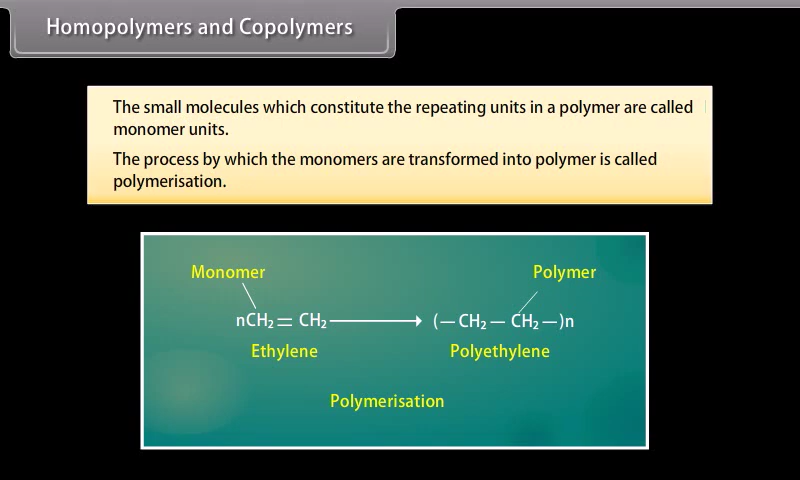 Homopolymers and Copolymers
The small molecules which constitute the repeating units in a polymer are called
monomer units.
The process by which the monomers are transformed into polymer is called
polymerisation.
Monomer Polymer
nCH₂ = CH₂ ⟶ (— CH₂ — CH₂ —)n
Ethylene Polyethylene
Polymerisation